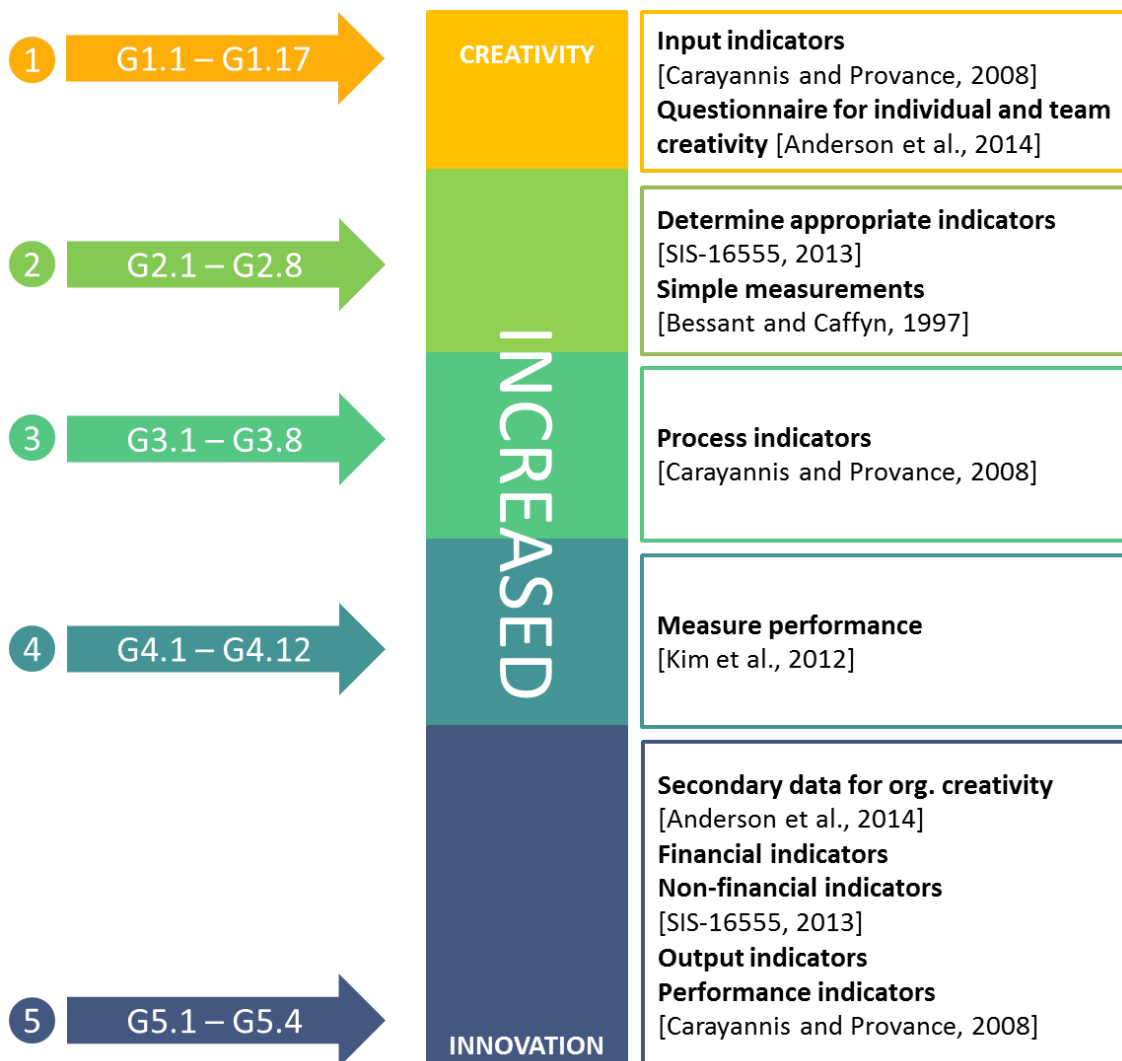 1
G1.1 – G1.17
CREATIVITY
Input indicators
[Carayannis and Provance, 2008]
Questionnaire for individual and team
creativity [Anderson et al., 2014]
2
G2.1 – G2.8
Determine appropriate indicators
[SIS-16555, 2013]
Simple measurements
[Bessant and Caffyn, 1997]
INCREASED
3
G3.1 – G3.8
Process indicators
[Carayannis and Provance, 2008]
4
G4.1 – G4.12
Measure performance
[Kim et al., 2012]
Secondary data for org. creativity
[Anderson et al., 2014]
Financial indicators
Non-financial indicators
[SIS-16555, 2013]
Output indicators
Performance indicators
[Carayannis and Provance, 2008]
5
G5.1 – G5.4
INNOVATION